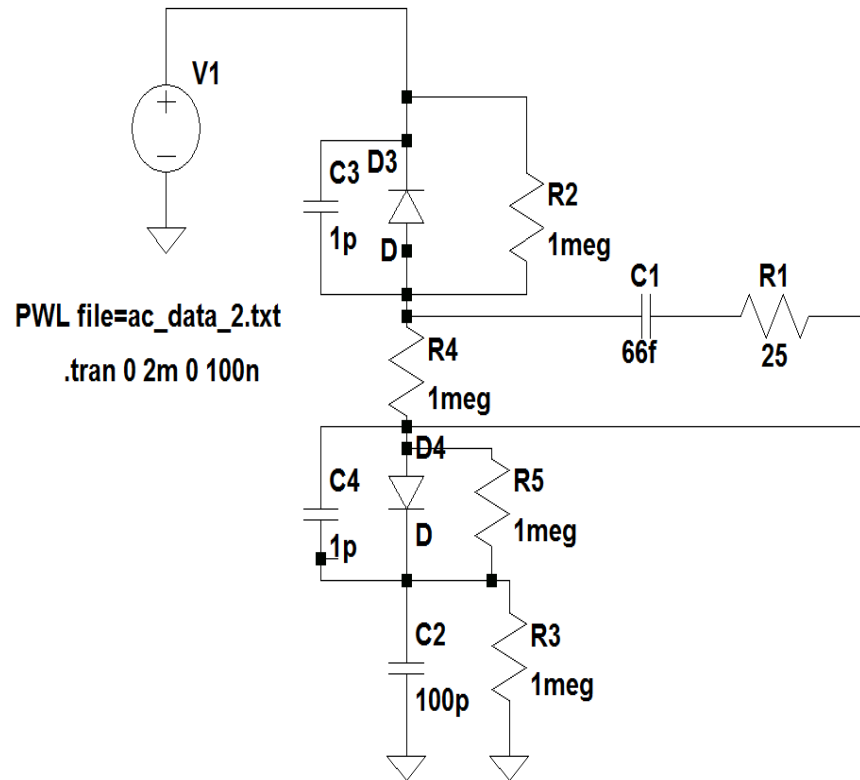 V1
+
−
C3
1p
D3
D
R2
1meg
PWL file=ac_data_2.txt
.tran 0 2m 0 100n
C1
66f
R1
25
R4
1meg
C4
1p
D4
D
R5
1meg
C2
100p
R3
1meg